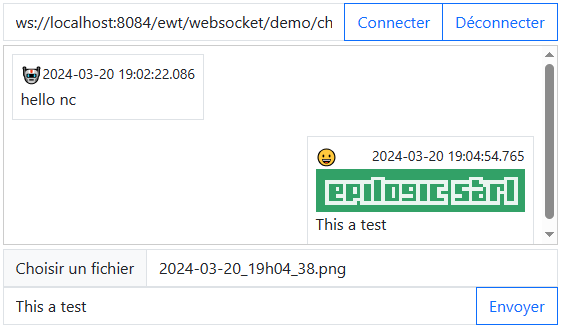 ws://localhost:8084/ewt/websocket/demo/ch
Connecter
Déconnecter
2024-03-20 19:02:22.086
hello nc
2024-03-20 19:04:54.765
epilogic sàrl
This a test
Choisir un fichier
2024-03-20_19h04_38.png
This a test
Envoyer